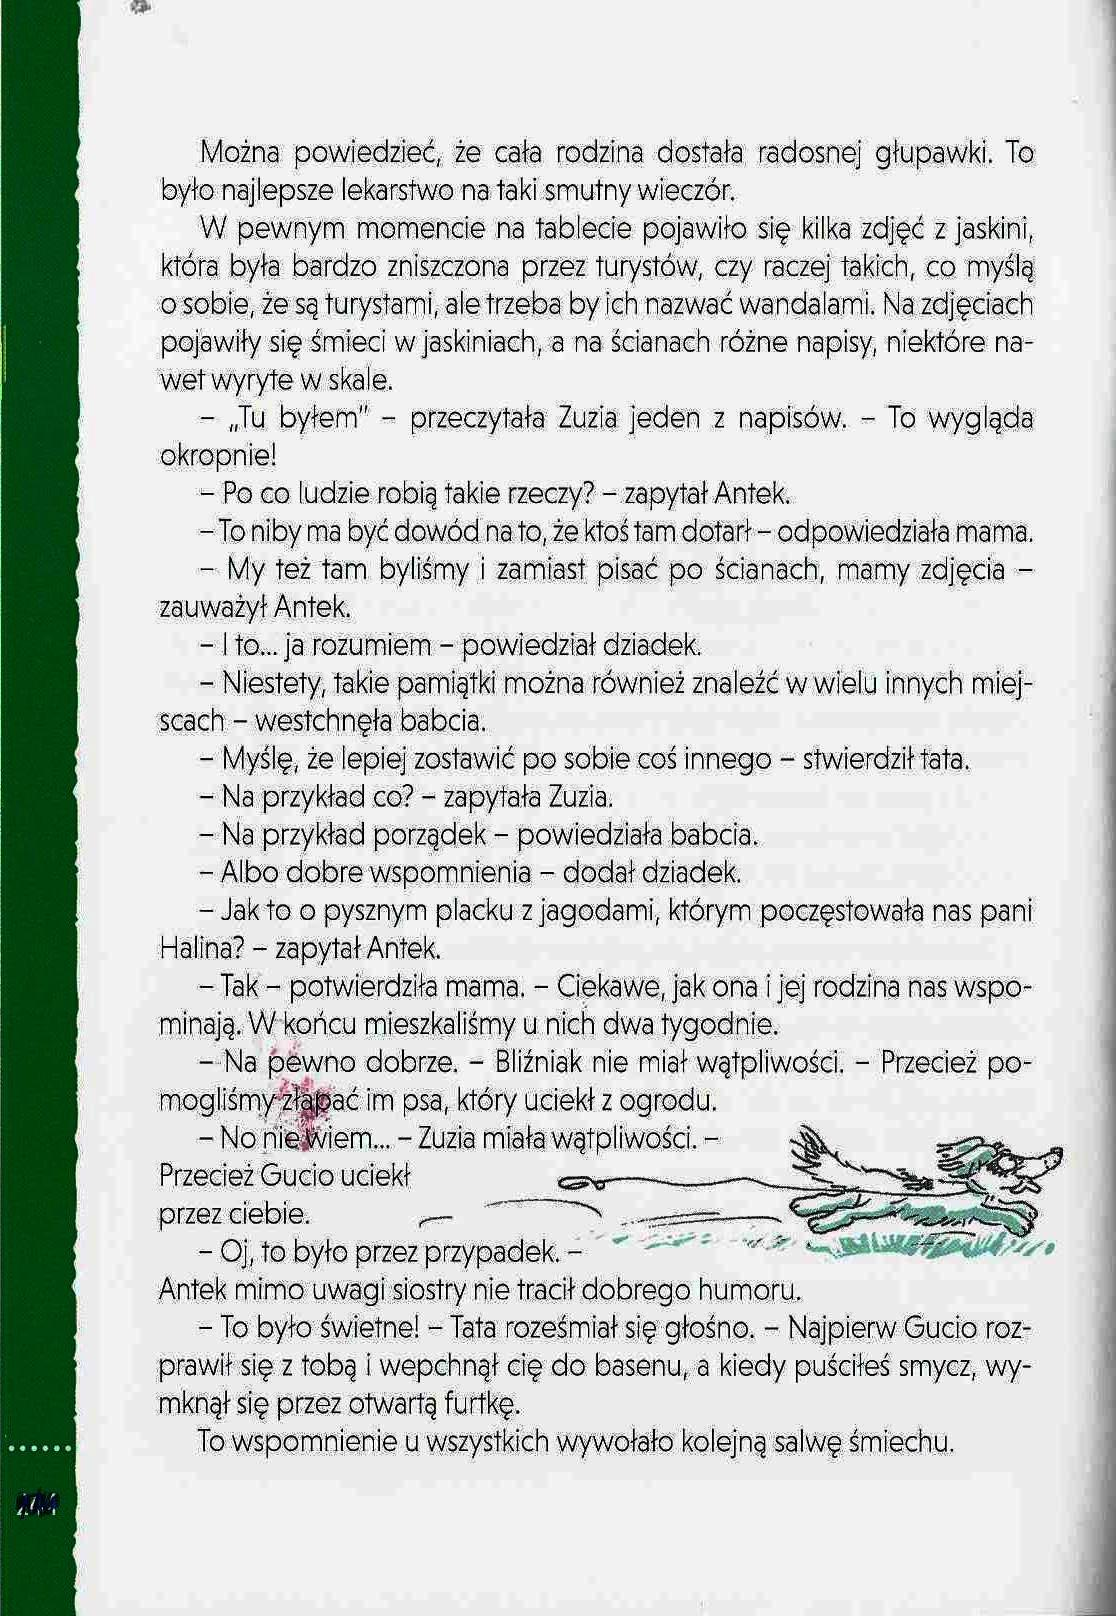 Można powiedzieć, że cała rodzina dostała radosnej głupawki. To
było najlepsze lekarstwo na taki smutny wieczór.
W pewnym momencie na tablecie pojawiło się kilka zdjęć z jaskini,
która była bardzo zniszczona przez turystów, czy raczej takich, co myślą
o sobie, że są turystami, ale trzeba by ich nazwać wandalami. Na zdjęciach
pojawiły się śmieci w jaskiniach, a na ścianach różne napisy, niektóre na-
wet wyryte w skale.
– „Tu byłem" – przeczytała Zuzia jeden z napisów. – To wygląda
okropnie!
– Po co ludzie robią takie rzeczy? – zapytał Antek.
– To niby ma być dowód na to, że ktoś tam dotarł – odpowiedziała mama.
– My też tam byliśmy i zamiast pisać po ścianach, mamy zdjęcia –
zauważył Antek.
– I to... ja rozumiem – powiedział dziadek.
– Niestety, takie pamiątki można również znaleźć w wielu innych miej-
scach – westchnęła babcia.
– Myślę, że lepiej zostawić po sobie coś innego – stwierdził tata.
– Na przykład co? – zapytała Zuzia.
– Na przykład porządek – powiedziała babcia.
– Albo dobre wspomnienia – dodał dziadek.
– Jak to o pysznym placku z jagodami, którym poczęstowała nas pani
Halina? – zapytał Antek.
– Tak – potwierdziła mama. – Ciekawe, jak ona i jej rodzina nas wspo-
minają. W końcu mieszkaliśmy u nich dwa tygodnie.
– Na pewno dobrze. – Bliźniak nie miał wątpliwości. – Przecież po-
mogliśmy złapać im psa, który uciekł z ogrodu.
– No nie wiem... – Zuzia miała wątpliwości. –
Przecież Gucio uciekł
przez ciebie.
– Oj, to było przez przypadek. –
Antek mimo uwagi siostry nie tracił dobrego humoru.
– To było świetne! – Tata roześmiał się głośno. – Najpierw Gucio roz-
prawił się z tobą i wepchnął cię do basenu, a kiedy puściłeś smycz, wy-
mknął się przez otwartą furtkę.
To wspomnienie u wszystkich wywołało kolejną salwę śmiechu.